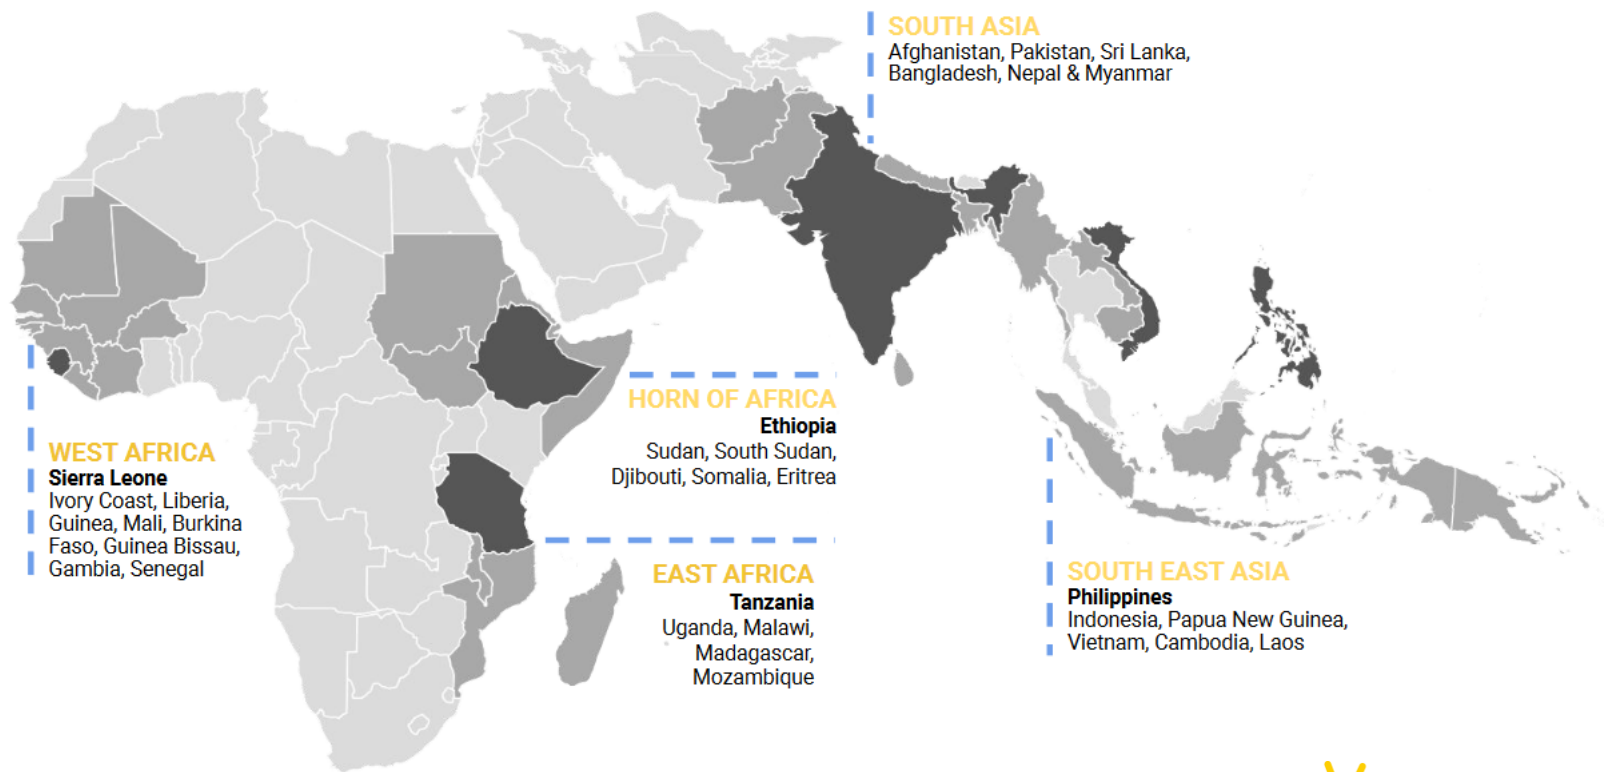 SOUTH ASIA
Afghanistan, Pakistan, Sri Lanka,
Bangladesh, Nepal & Myanmar
HORN OF AFRICA
Ethiopia
Sudan, South Sudan,
Djibouti, Somalia, Eritrea
WEST AFRICA
Sierra Leone
Ivory Coast, Liberia,
Guinea, Mali, Burkina
Faso, Guinea Bissau,
Gambia, Senegal
EAST AFRICA
Tanzania
Uganda, Malawi,
Madagascar,
Mozambique
SOUTH EAST ASIA
Philippines
Indonesia, Papua New Guinea,
Vietnam, Cambodia, Laos